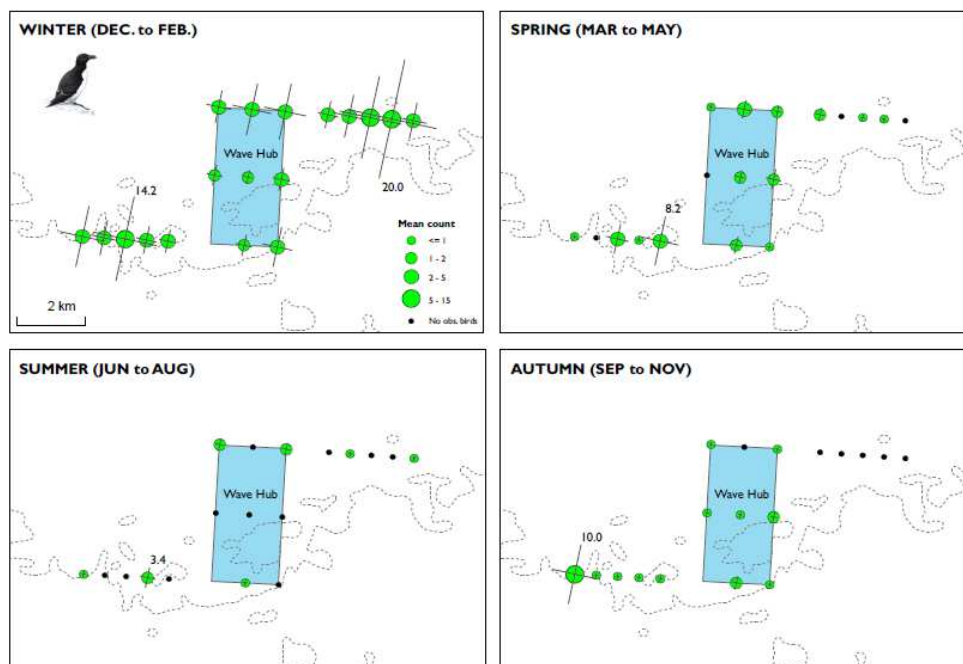 WINTER (DEC. to FEB.)
Wave Hub
14.2
20.0
Mean count
<= 1
1 - 2
2 - 5
5 - 15
No obs. birds
2 km
SPRING (MAR to MAY)
Wave Hub
8.2
SUMMER (JUN to AUG)
Wave Hub
3.4
AUTUMN (SEP to NOV)
Wave Hub
10.0